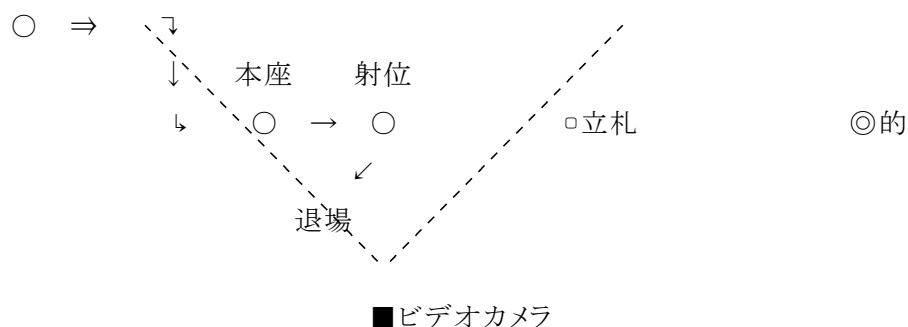 ○ ⇒ ↴
↓ 本座 射位
↳ ○ → ○ □立札 ◎的
↙
退場
■ビデオカメラ